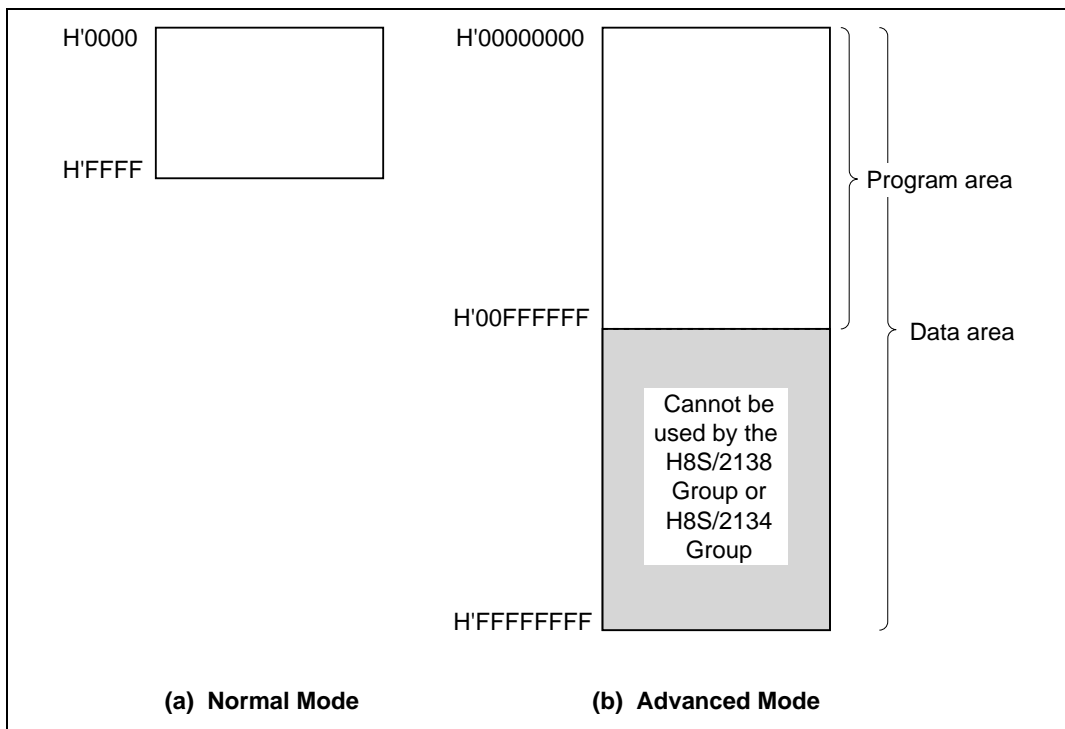 H'0000
H'FFFF
H'00000000
H'00FFFFFF
H'FFFFFFFF
Program area
Data area
Cannot be
used by the
H8S/2138
Group or
H8S/2134
Group
(a) Normal Mode
(b) Advanced Mode